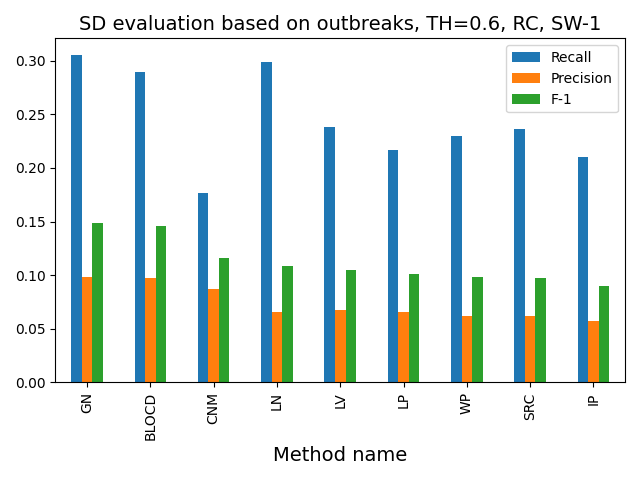 SD evaluation based on outbreaks, TH=0.6, RC, SW-1
Recall
Precision
F-1
0.30
0.25
0.20
0.15
0.10
0.05
0.00
GN
BLOCD
CNM
LN
LV
LP
WP
SRC
IP
Method name